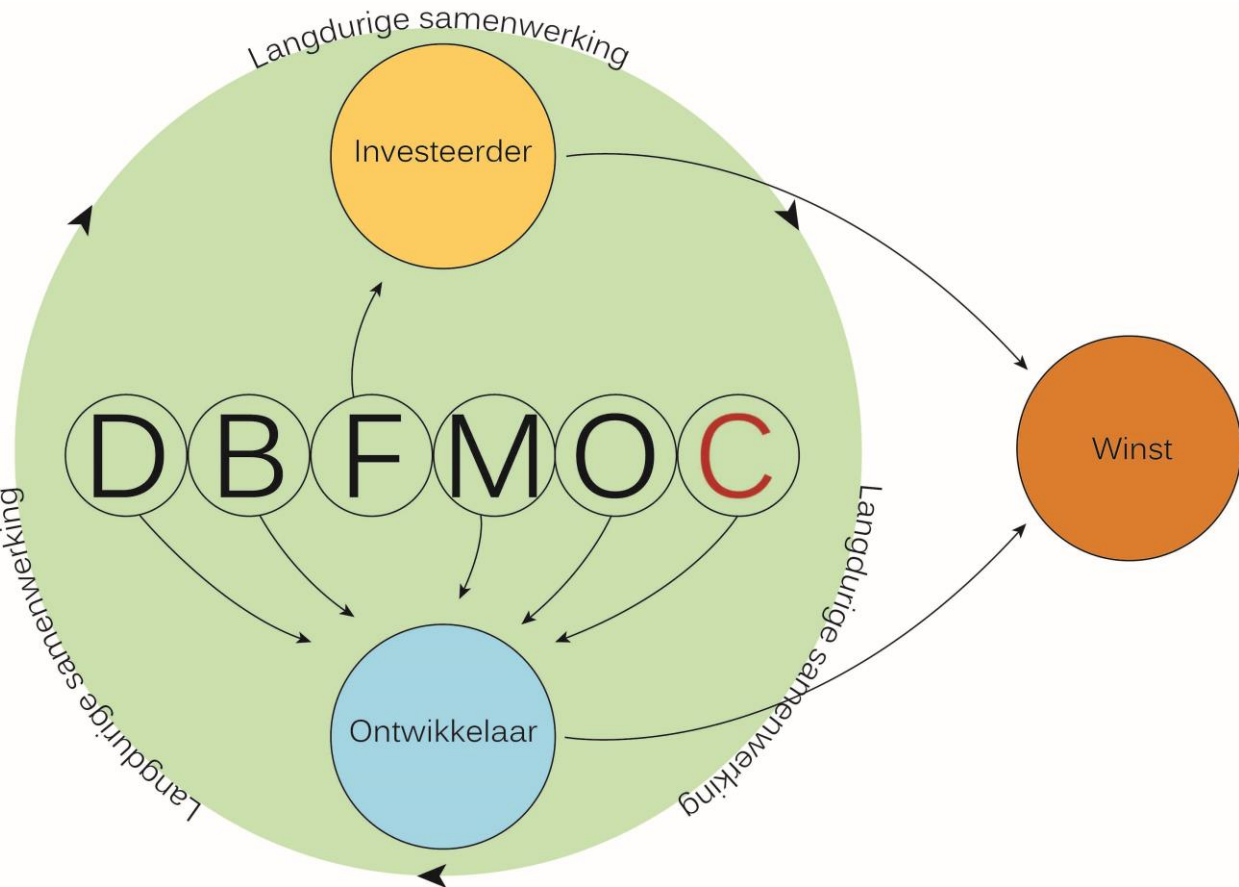 Langdurige samenwerking
Investeerder
D B F M O C
Winst
Langdurige samenwerking
Langdurige samenwerking
Ontwikkelaar